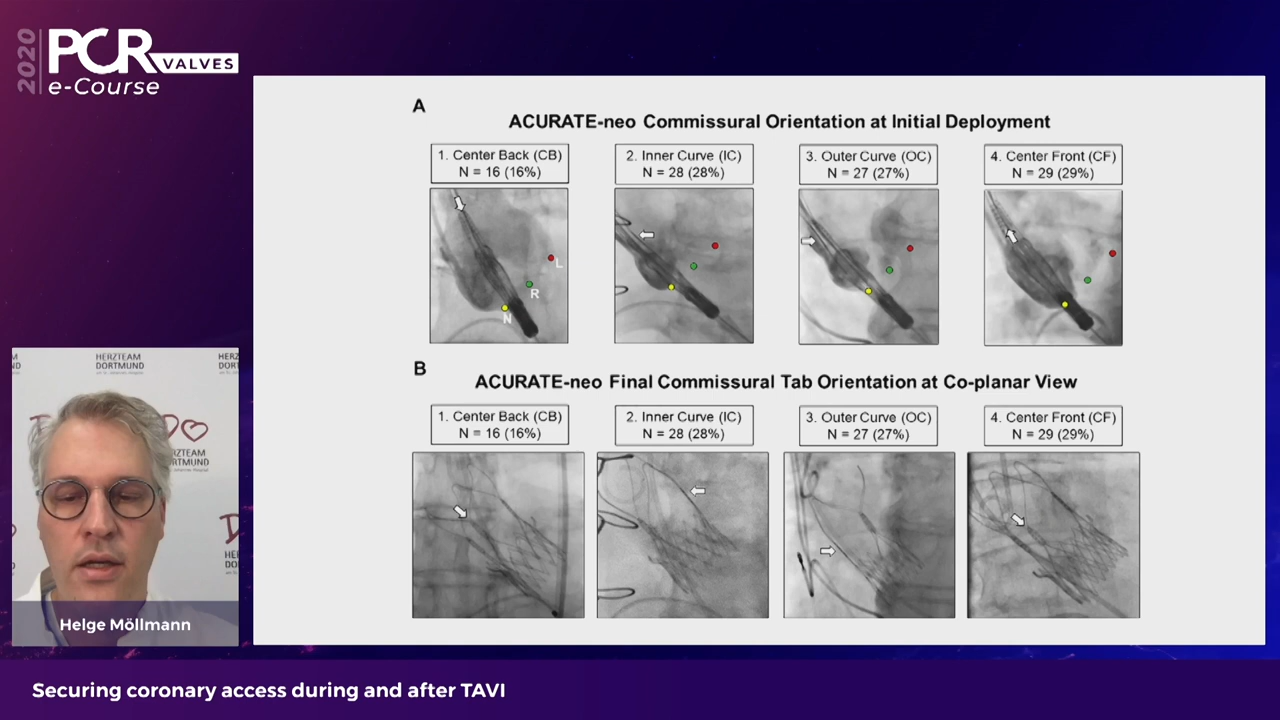 2020
PCR
VALVES
e-Course
A
ACURATE-neo Commissural Orientation at Initial Deployment
1. Center Back (CB)
N = 16 (16%)
2. Inner Curve (IC)
N = 28 (28%)
3. Outer Curve (OC)
N = 27 (27%)
4. Center Front (CF)
N = 29 (29%)
L
R
N
B
ACURATE-neo Final Commissural Tab Orientation at Co-planar View
1. Center Back (CB)
N = 16 (16%)
2. Inner Curve (IC)
N = 28 (28%)
3. Outer Curve (OC)
N = 27 (27%)
4. Center Front (CF)
N = 29 (29%)
HERZTEAM
DORTMUND
Helge Möllmann
Securing coronary access during and after TAVI